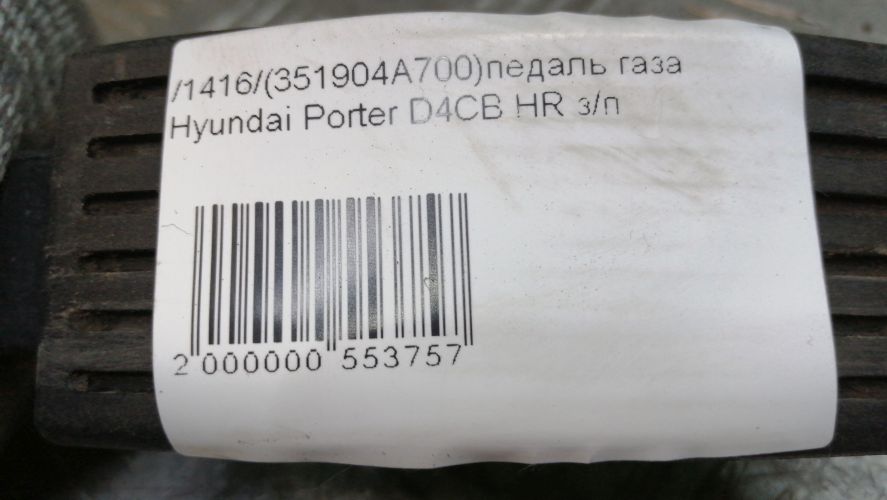 /1416/(351904A700)педаль газа
Hyundai Porter D4CB HR з/п
2 000000 553757